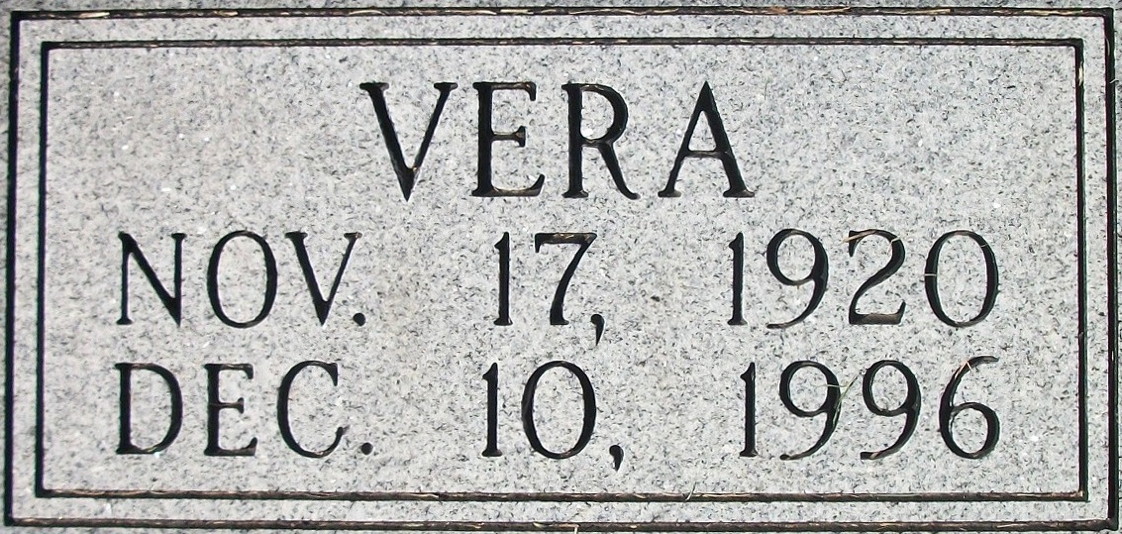 VERA
NOV. 17, 1920
DEC. 10, 1996